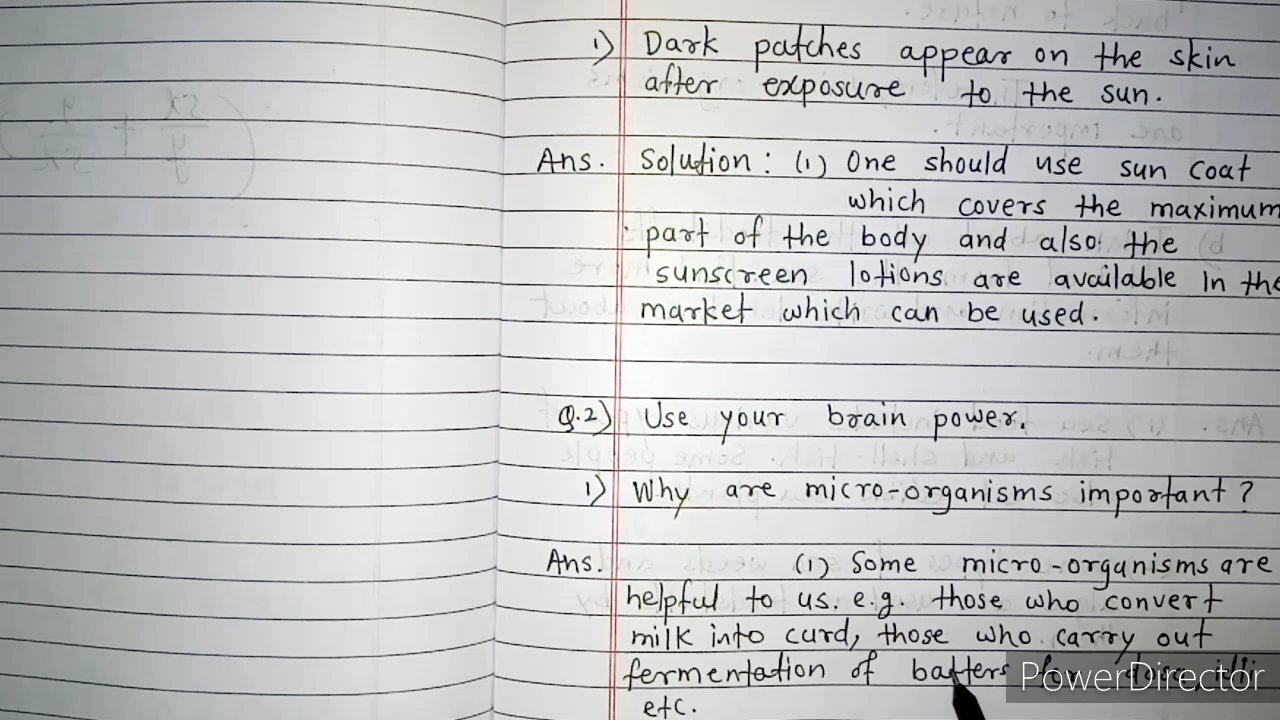 1) Dark patches appear on the skin
after exposure to the sun.
Ans. Solution: (1) One should use sun coat
which covers the maximum
part of the body and also the
sunscreen lotions are available in the
market which can be used.
Q.2) Use your brain power.
1) Why are micro-organisms important?
Ans. (1) Some micro-organisms are
helpful to us. e.g. those who convert
milk into curd, those who carry out
fermentation of batters for dosa, idli
etc.
PowerDirector